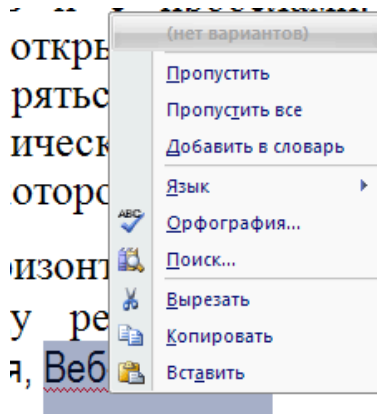 (нет вариантов)
откры
Пропустить
рятьс
Пропустить все
ическ
Добавить в словарь
оторо
Язык
Орфография...
изонт
Поиск...
Вырезать
у ре
Копировать
я, Веб
Вставить